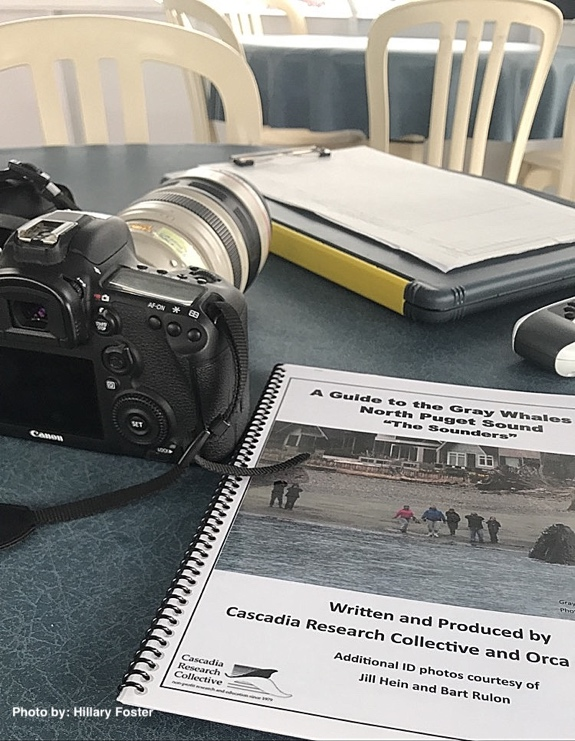 AF-ON
SET
LOCK
Canon
A Guide to the Gray Whales
North Puget Sound
"The Sounders"
Gray
Pho
Written and Produced by
Cascadia Research Collective and Orca
Additional ID photos courtesy of
Jill Hein and Bart Rulon
Cascadia
Research
Collective
non-profit research and education since 1979
Photo by: Hillary Foster